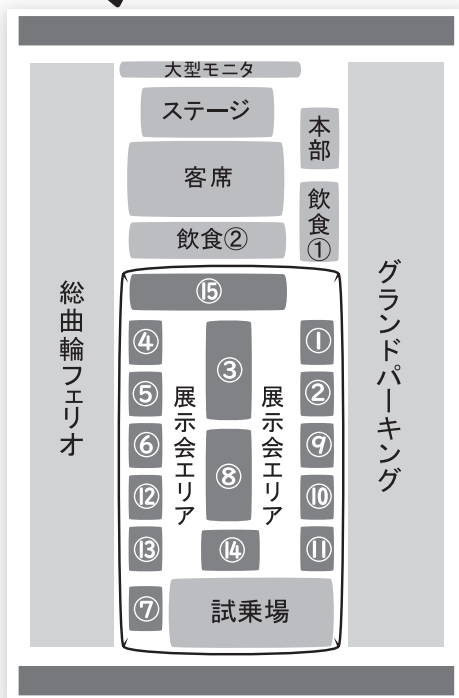 大型モニタ
ステージ
本部
客席
飲食①
飲食②
総曲輪フェリオ
グランドパーキング
⑮
④
③
①
⑤
②
展示会エリア
展示会エリア
⑥
⑨
⑧
⑫
⑩
⑬
⑭
⑪
⑦
試乗場